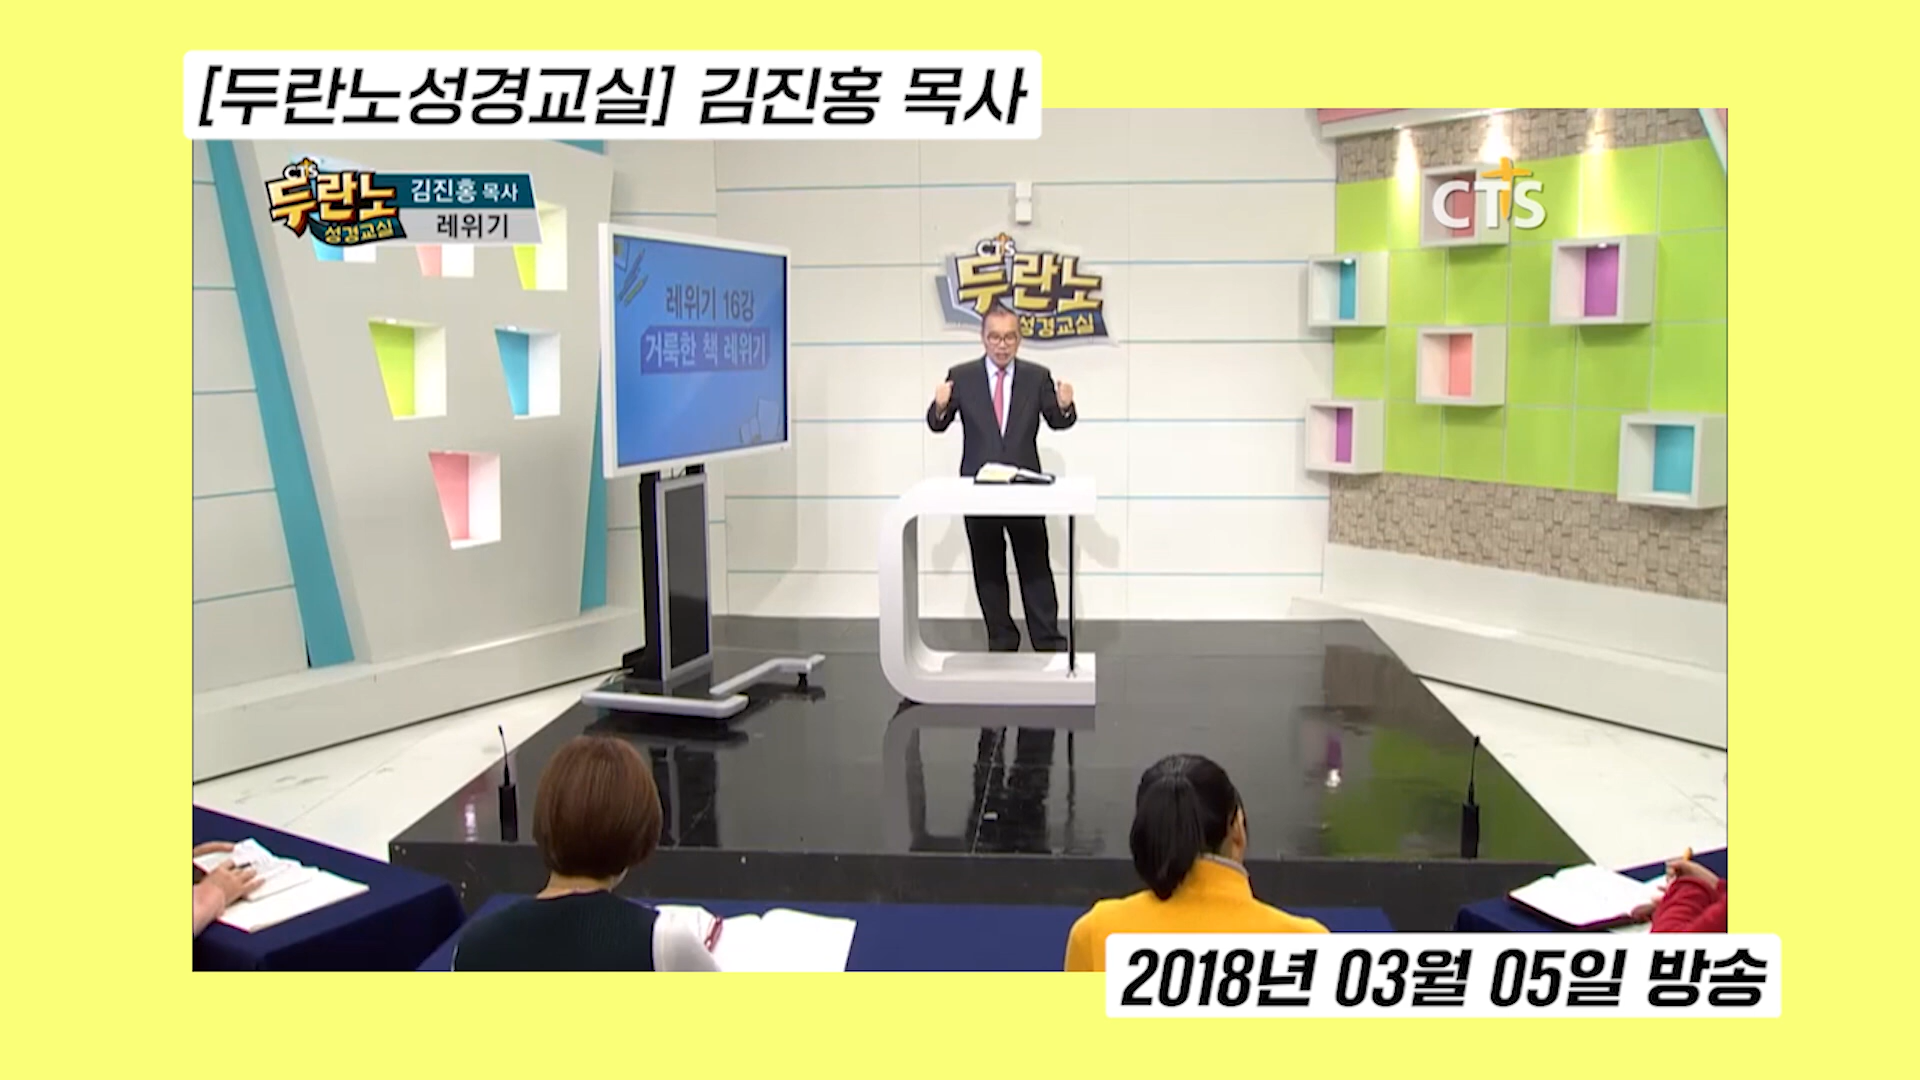 [두란노성경교실] 김진홍 목사
CTS
두란노
성경교실
김진홍 목사
레위기
CTS
레위기 16강
거룩한 책 레위기
CTS
두란노
성경교실
2018년 03월 05일 방송